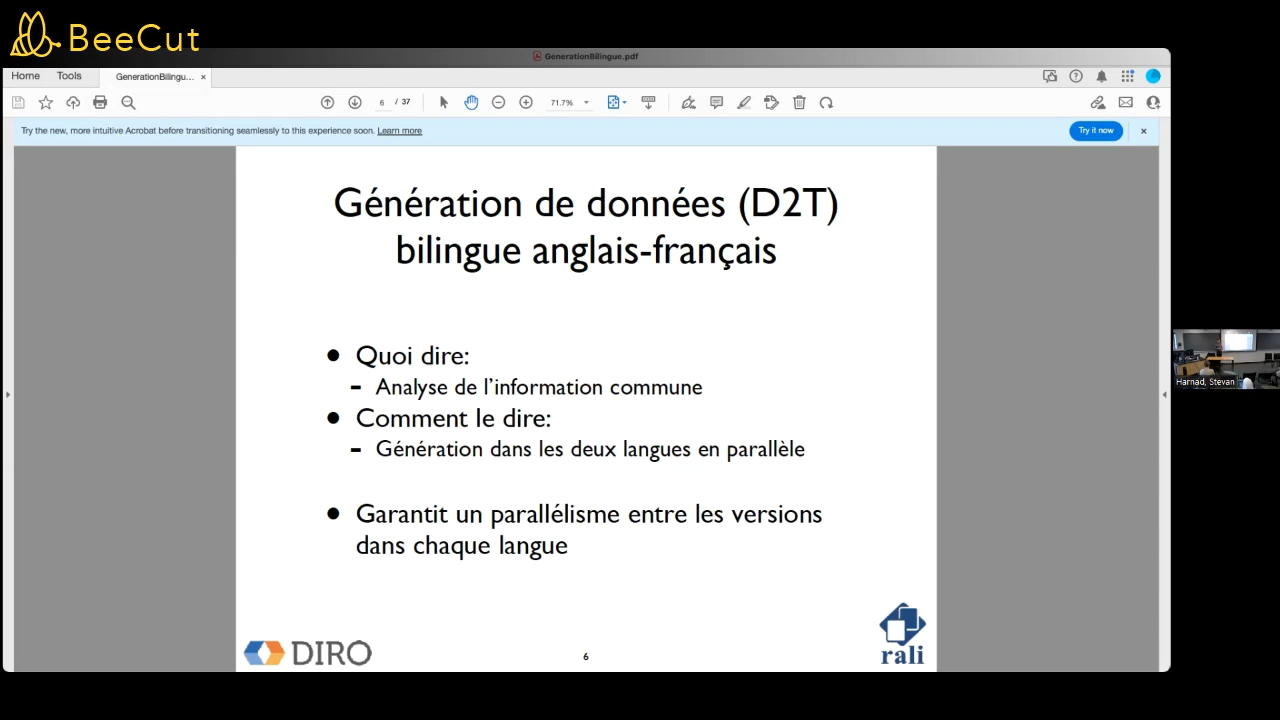 BeeCut
GenerationBilingue.pdf
Home Tools GenerationBilingu... ×
6 / 37 71.7%
Try the new, more intuitive Acrobat before transitioning seamlessly to this experience soon. Learn more Try it now ×
Génération de données (D2T)
bilingue anglais-français
● Quoi dire:
- Analyse de l'information commune
● Comment le dire:
- Génération dans les deux langues en parallèle
● Garantit un parallélisme entre les versions
dans chaque langue
Harnad, Stevan
DIRO 6 rali